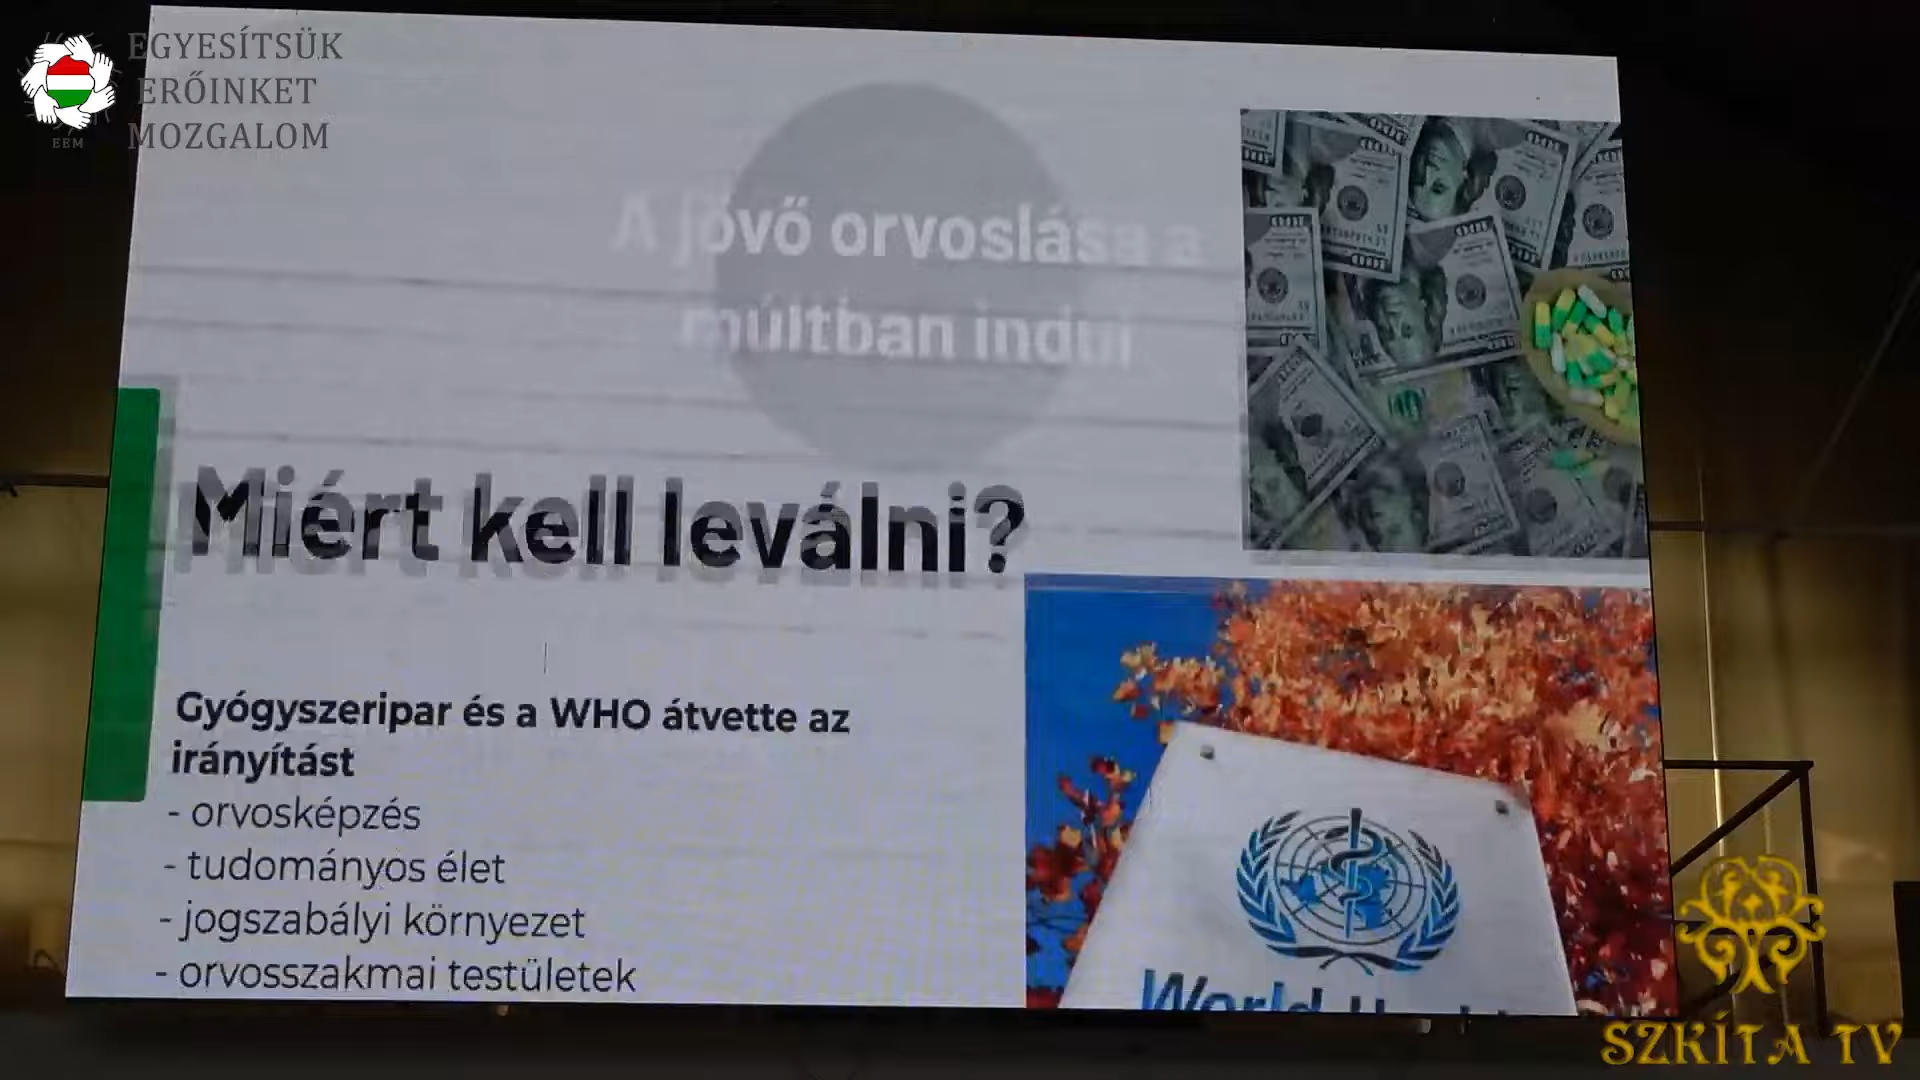 EGYESÍTSÜK
ERŐINKET
MOZGALOM
EEM
A jövő orvoslása a
múltban indul
Miért kell leválni?
Gyógyszeripar és a WHO átvette az
irányítást
- orvosképzés
- tudományos élet
- jogszabályi környezet
- orvosszakmai testületek
World
SZKÍTA TV